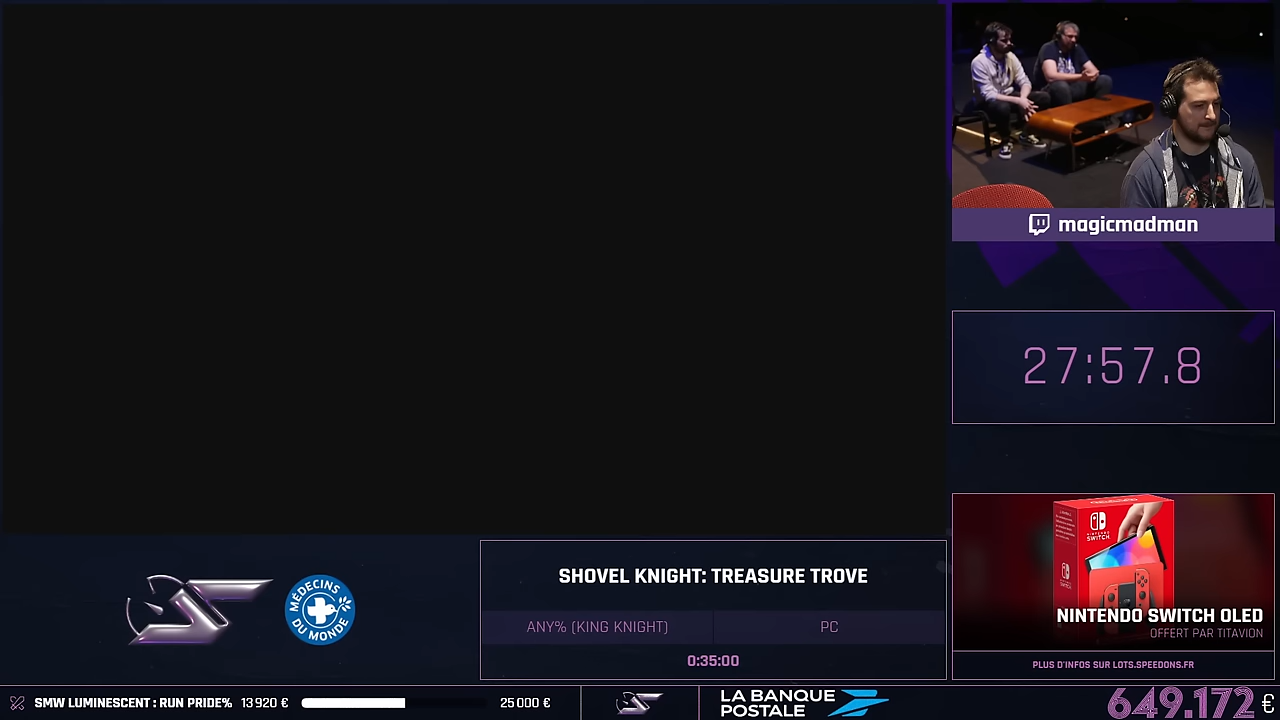 magicmadman
27:57.8
NINTENDO SWITCH OLED
OFFERT PAR TITAVION
PLUS D'INFOS SUR LOTS.SPEEDONS.FR
MÉDECINS
DU MONDE
SHOVEL KNIGHT: TREASURE TROVE
ANY% (KING KNIGHT)
PC
0:35:00
SMW LUMINESCENT : RUN PRIDE% 13 920 € 25 000 €
LA BANQUE
POSTALE
649.172 €